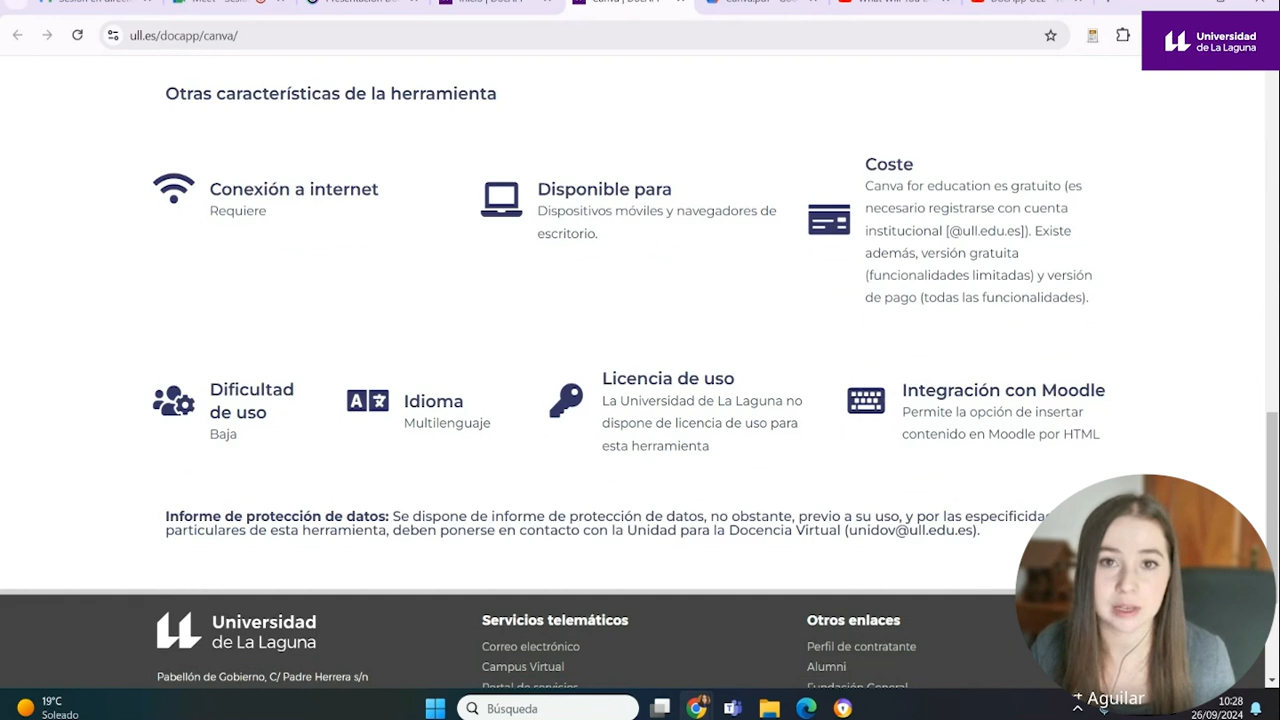 ull.es/docapp/canva/
Universidad
de La Laguna
Otras características de la herramienta
Conexión a internet
Requiere
Disponible para
Dispositivos móviles y navegadores de
escritorio.
Coste
Canva for education es gratuito (es
necesario registrarse con cuenta
institucional [@ull.edu.es]). Existe
además, versión gratuita
(funcionalidades limitadas) y versión
de pago (todas las funcionalidades).
Dificultad
de uso
Baja
Idioma
Multilenguaje
Licencia de uso
La Universidad de La Laguna no
dispone de licencia de uso para
esta herramienta
Integración con Moodle
Permite la opción de insertar
contenido en Moodle por HTML
Informe de protección de datos: Se dispone de informe de protección de datos, no obstante, previo a su uso, y por las
particulares de esta herramienta, deben ponerse en contacto con la Unidad para la Docencia Virtual (unidov@ull.edu.es).
Universidad
de La Laguna
Pabellón de Gobierno, C/ Padre Herrera s/n
Servicios telemáticos
Correo electrónico
Campus Virtual
Portal de servicios
Otros enlaces
Perfil de contratante
Alumni
Fundación General
Aguilar
19°C
Soleado
Búsqueda
10:28
26/09/2024